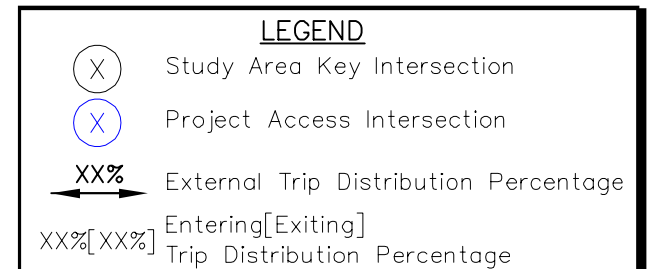 LEGEND
X Study Area Key Intersection
X Project Access Intersection
XX% External Trip Distribution Percentage
XX%[XX%] Entering[Exiting]
Trip Distribution Percentage